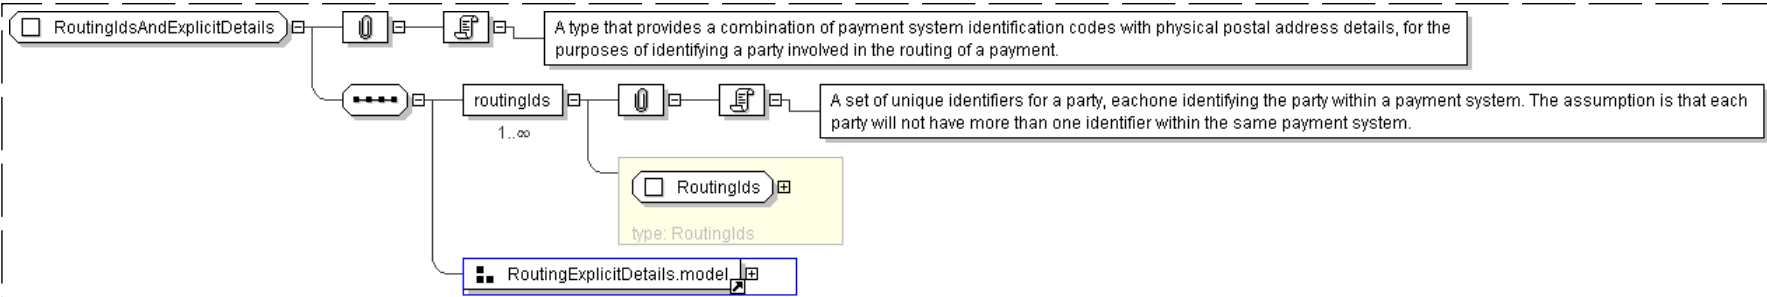 RoutingIdsAndExplicitDetails
A type that provides a combination of payment system identification codes with physical postal address details, for the
purposes of identifying a party involved in the routing of a payment.
routingIds
1..∞
A set of unique identifiers for a party, eachone identifying the party within a payment system. The assumption is that each
party will not have more than one identifier within the same payment system.
RoutingIds
type: RoutingIds
RoutingExplicitDetails.model